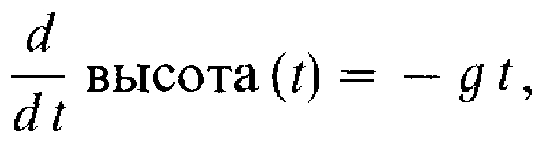 d/dt высота (t) = − g t,